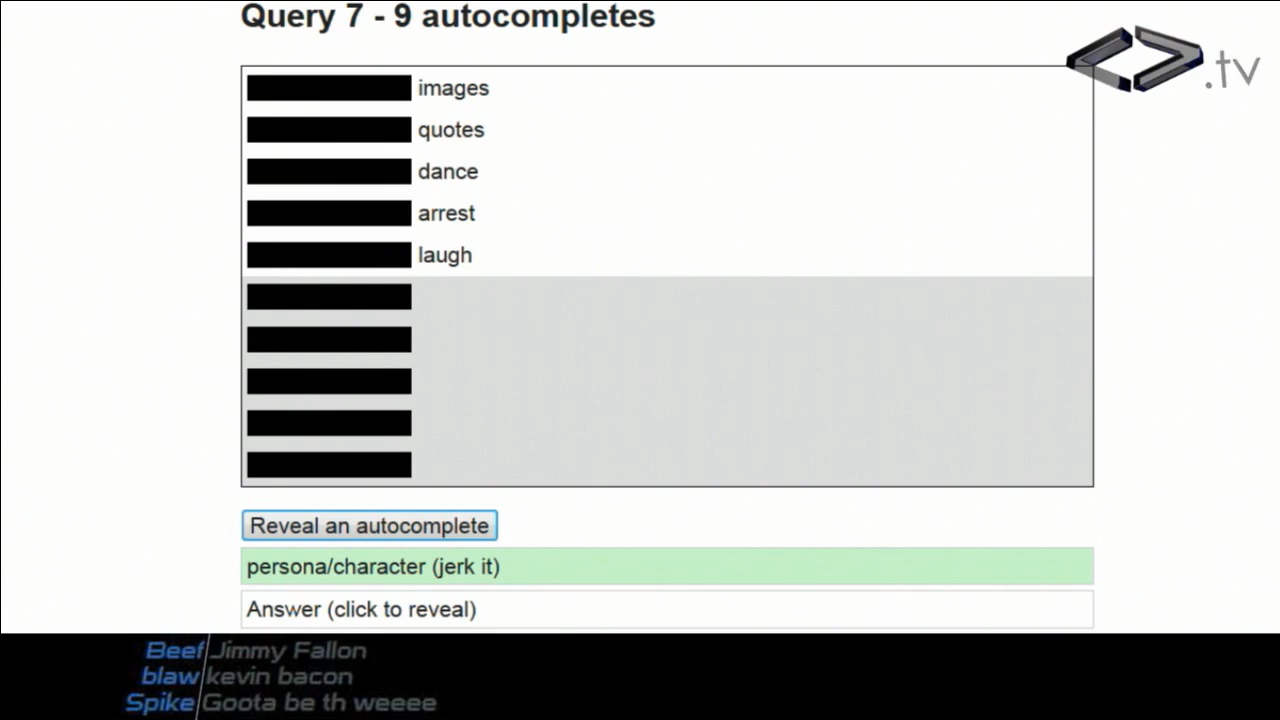 Query 7 - 9 autocompletes
.tv
images
quotes
dance
arrest
laugh
Reveal an autocomplete
persona/character (jerk it)
Answer (click to reveal)
Beef Jimmy Fallon
blaw kevin bacon
Spike Goota be th weeee